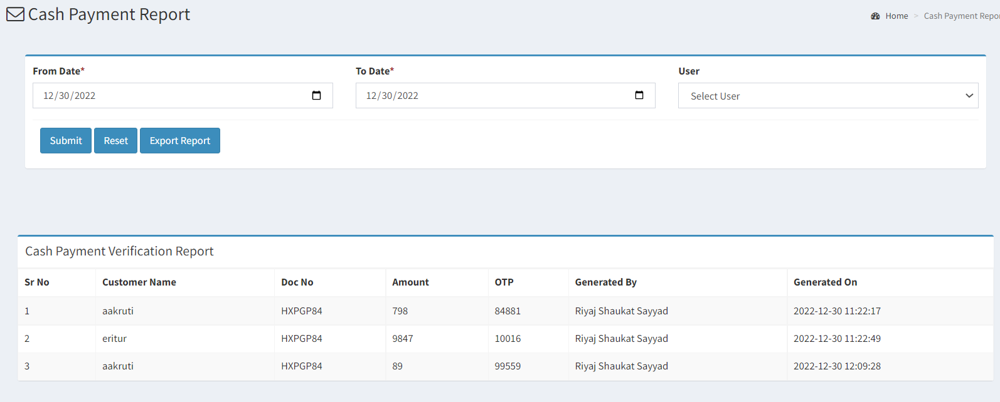 Cash Payment Report
Home > Cash Payment Repor
From Date* To Date* User
12/30/2022 12/30/2022 Select User
Submit Reset Export Report
Cash Payment Verification Report
Sr No Customer Name Doc No Amount OTP Generated By Generated On
1 aakruti HXPGP84 798 84881 Riyaj Shaukat Sayyad 2022-12-30 11:22:17
2 eritur HXPGP84 9847 10016 Riyaj Shaukat Sayyad 2022-12-30 11:22:49
3 aakruti HXPGP84 89 99559 Riyaj Shaukat Sayyad 2022-12-30 12:09:28